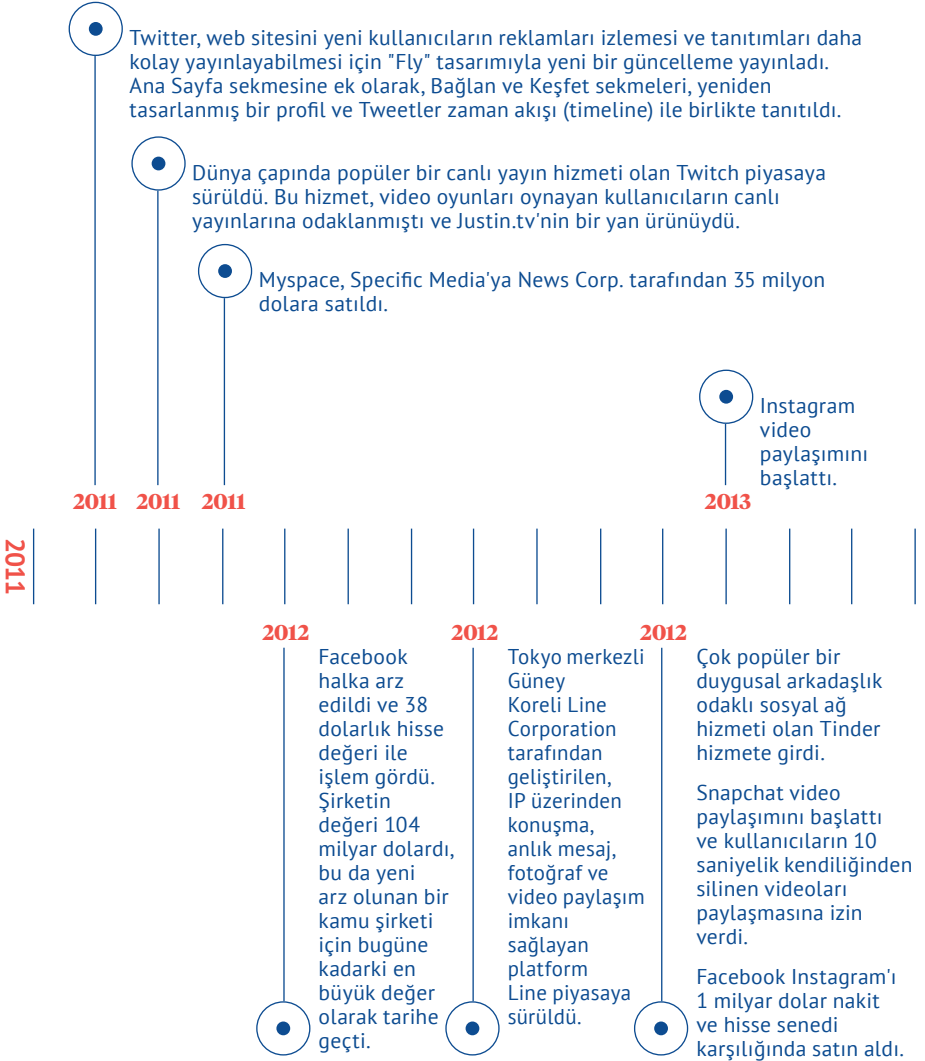 Twitter, web sitesini yeni kullanıcıların reklamları izlemesi ve tanıtımları daha
kolay yayınlayabilmesi için "Fly" tasarımıyla yeni bir güncelleme yayınladı.
Ana Sayfa sekmesine ek olarak, Bağlan ve Keşfet sekmeleri, yeniden
tasarlanmış bir profil ve Tweetler zaman akışı (timeline) ile birlikte tanıtıldı.
Dünya çapında popüler bir canlı yayın hizmeti olan Twitch piyasaya
sürüldü. Bu hizmet, video oyunları oynayan kullanıcıların canlı
yayınlarına odaklanmıştı ve Justin.tv'nin bir yan ürünüydü.
Myspace, Specific Media'ya News Corp. tarafından 35 milyon
dolara satıldı.
Instagram
video
paylaşımını
başlattı.
2011
2011
2011
2013
2011
2012
Facebook
halka arz
edildi ve 38
dolarlık hisse
değeri ile
işlem gördü.
Şirketin
değeri 104
milyar dolardı,
bu da yeni
arz olunan bir
kamu şirketi
için bugüne
kadarki en
büyük değer
olarak tarihe
geçti.
2012
Tokyo merkezli
Güney
Koreli Line
Corporation
tarafından
geliştirilen,
IP üzerinden
konuşma,
anlık mesaj,
fotoğraf ve
video paylaşım
imkanı
sağlayan
platform
Line piyasaya
sürüldü.
2012
Çok popüler bir
duygusal arkadaşlık
odaklı sosyal ağ
hizmeti olan Tinder
hizmete girdi.
Snapchat video
paylaşımını başlattı
ve kullanıcıların 10
saniyelik kendiliğinden
silinen videoları
paylaşmasına izin
verdi.
Facebook Instagram'ı
1 milyar dolar nakit
ve hisse senedi
karşılığında satın aldı.